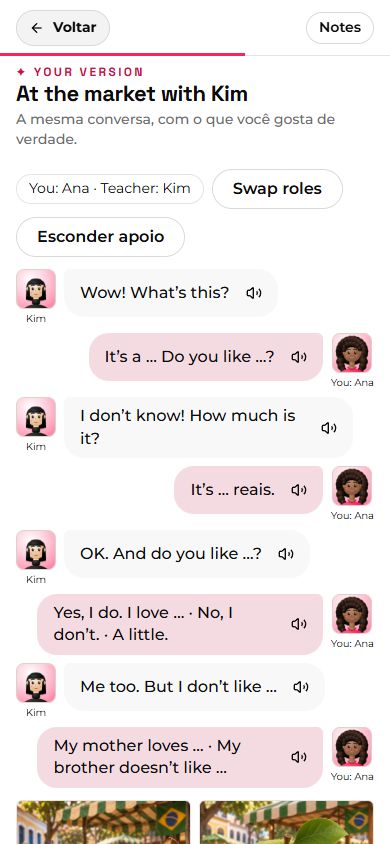 Voltar
Notes
YOUR VERSION
At the market with Kim
A mesma conversa, com o que você gosta de
verdade.
You: Ana · Teacher: Kim
Swap roles
Esconder apoio
Wow! What's this?
Kim
It's a ... Do you like ...?
You: Ana
I don't know! How much is
it?
Kim
It's ... reais.
You: Ana
OK. And do you like ...?
Kim
Yes, I do. I love ... · No, I
don't. · A little.
You: Ana
Me too. But I don't like ...
Kim
My mother loves ... · My
brother doesn't like ...
You: Ana